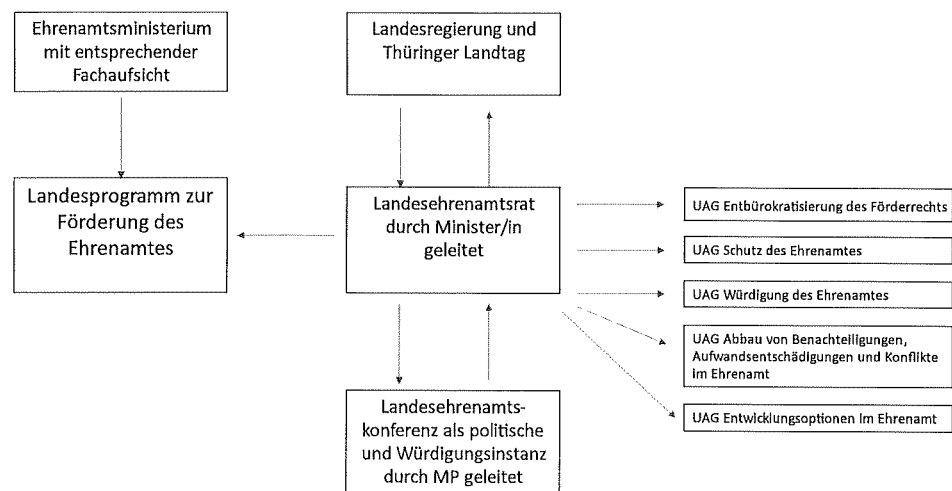 Ehrenamtsministerium
mit entsprechender
Fachaufsicht
Landesregierung und
Thüringer Landtag
Landesprogramm zur
Förderung des
Ehrenamtes
Landesehrenamtsrat
durch Minister/in
geleitet
UAG Entbürokratisierung des Förderrechts
UAG Schutz des Ehrenamtes
UAG Würdigung des Ehrenamtes
UAG Abbau von Benachteiligungen,
Aufwandsentschädigungen und Konflikte
im Ehrenamt
UAG Entwicklungsoptionen im Ehrenamt
Landesehrenamts-
konferenz als politische
und Würdigungsinstanz
durch MP geleitet